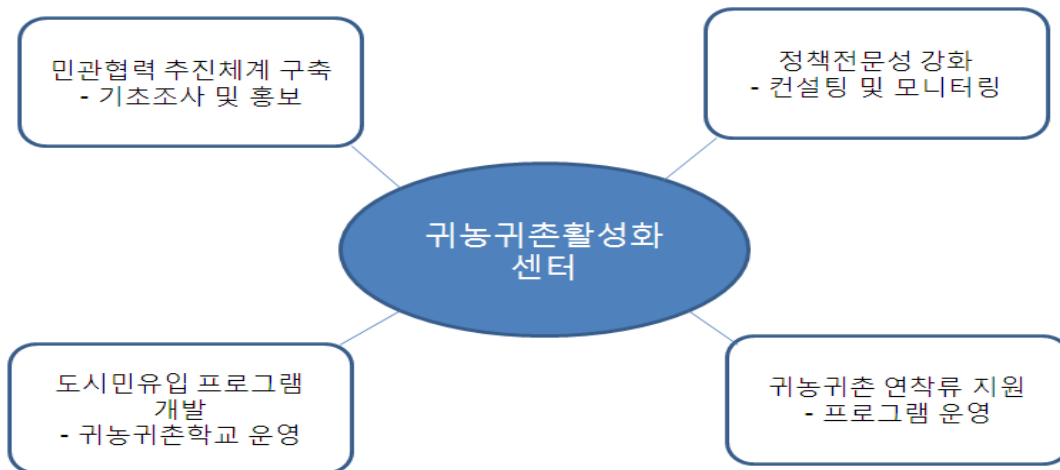 민관협력 추진체계 구축
- 기초조사 및 홍보
정책전문성 강화
- 컨설팅 및 모니터링
귀농귀촌활성화
센터
도시민유입 프로그램
개발
- 귀농귀촌학교 운영
귀농귀촌 연착류 지원
- 프로그램 운영